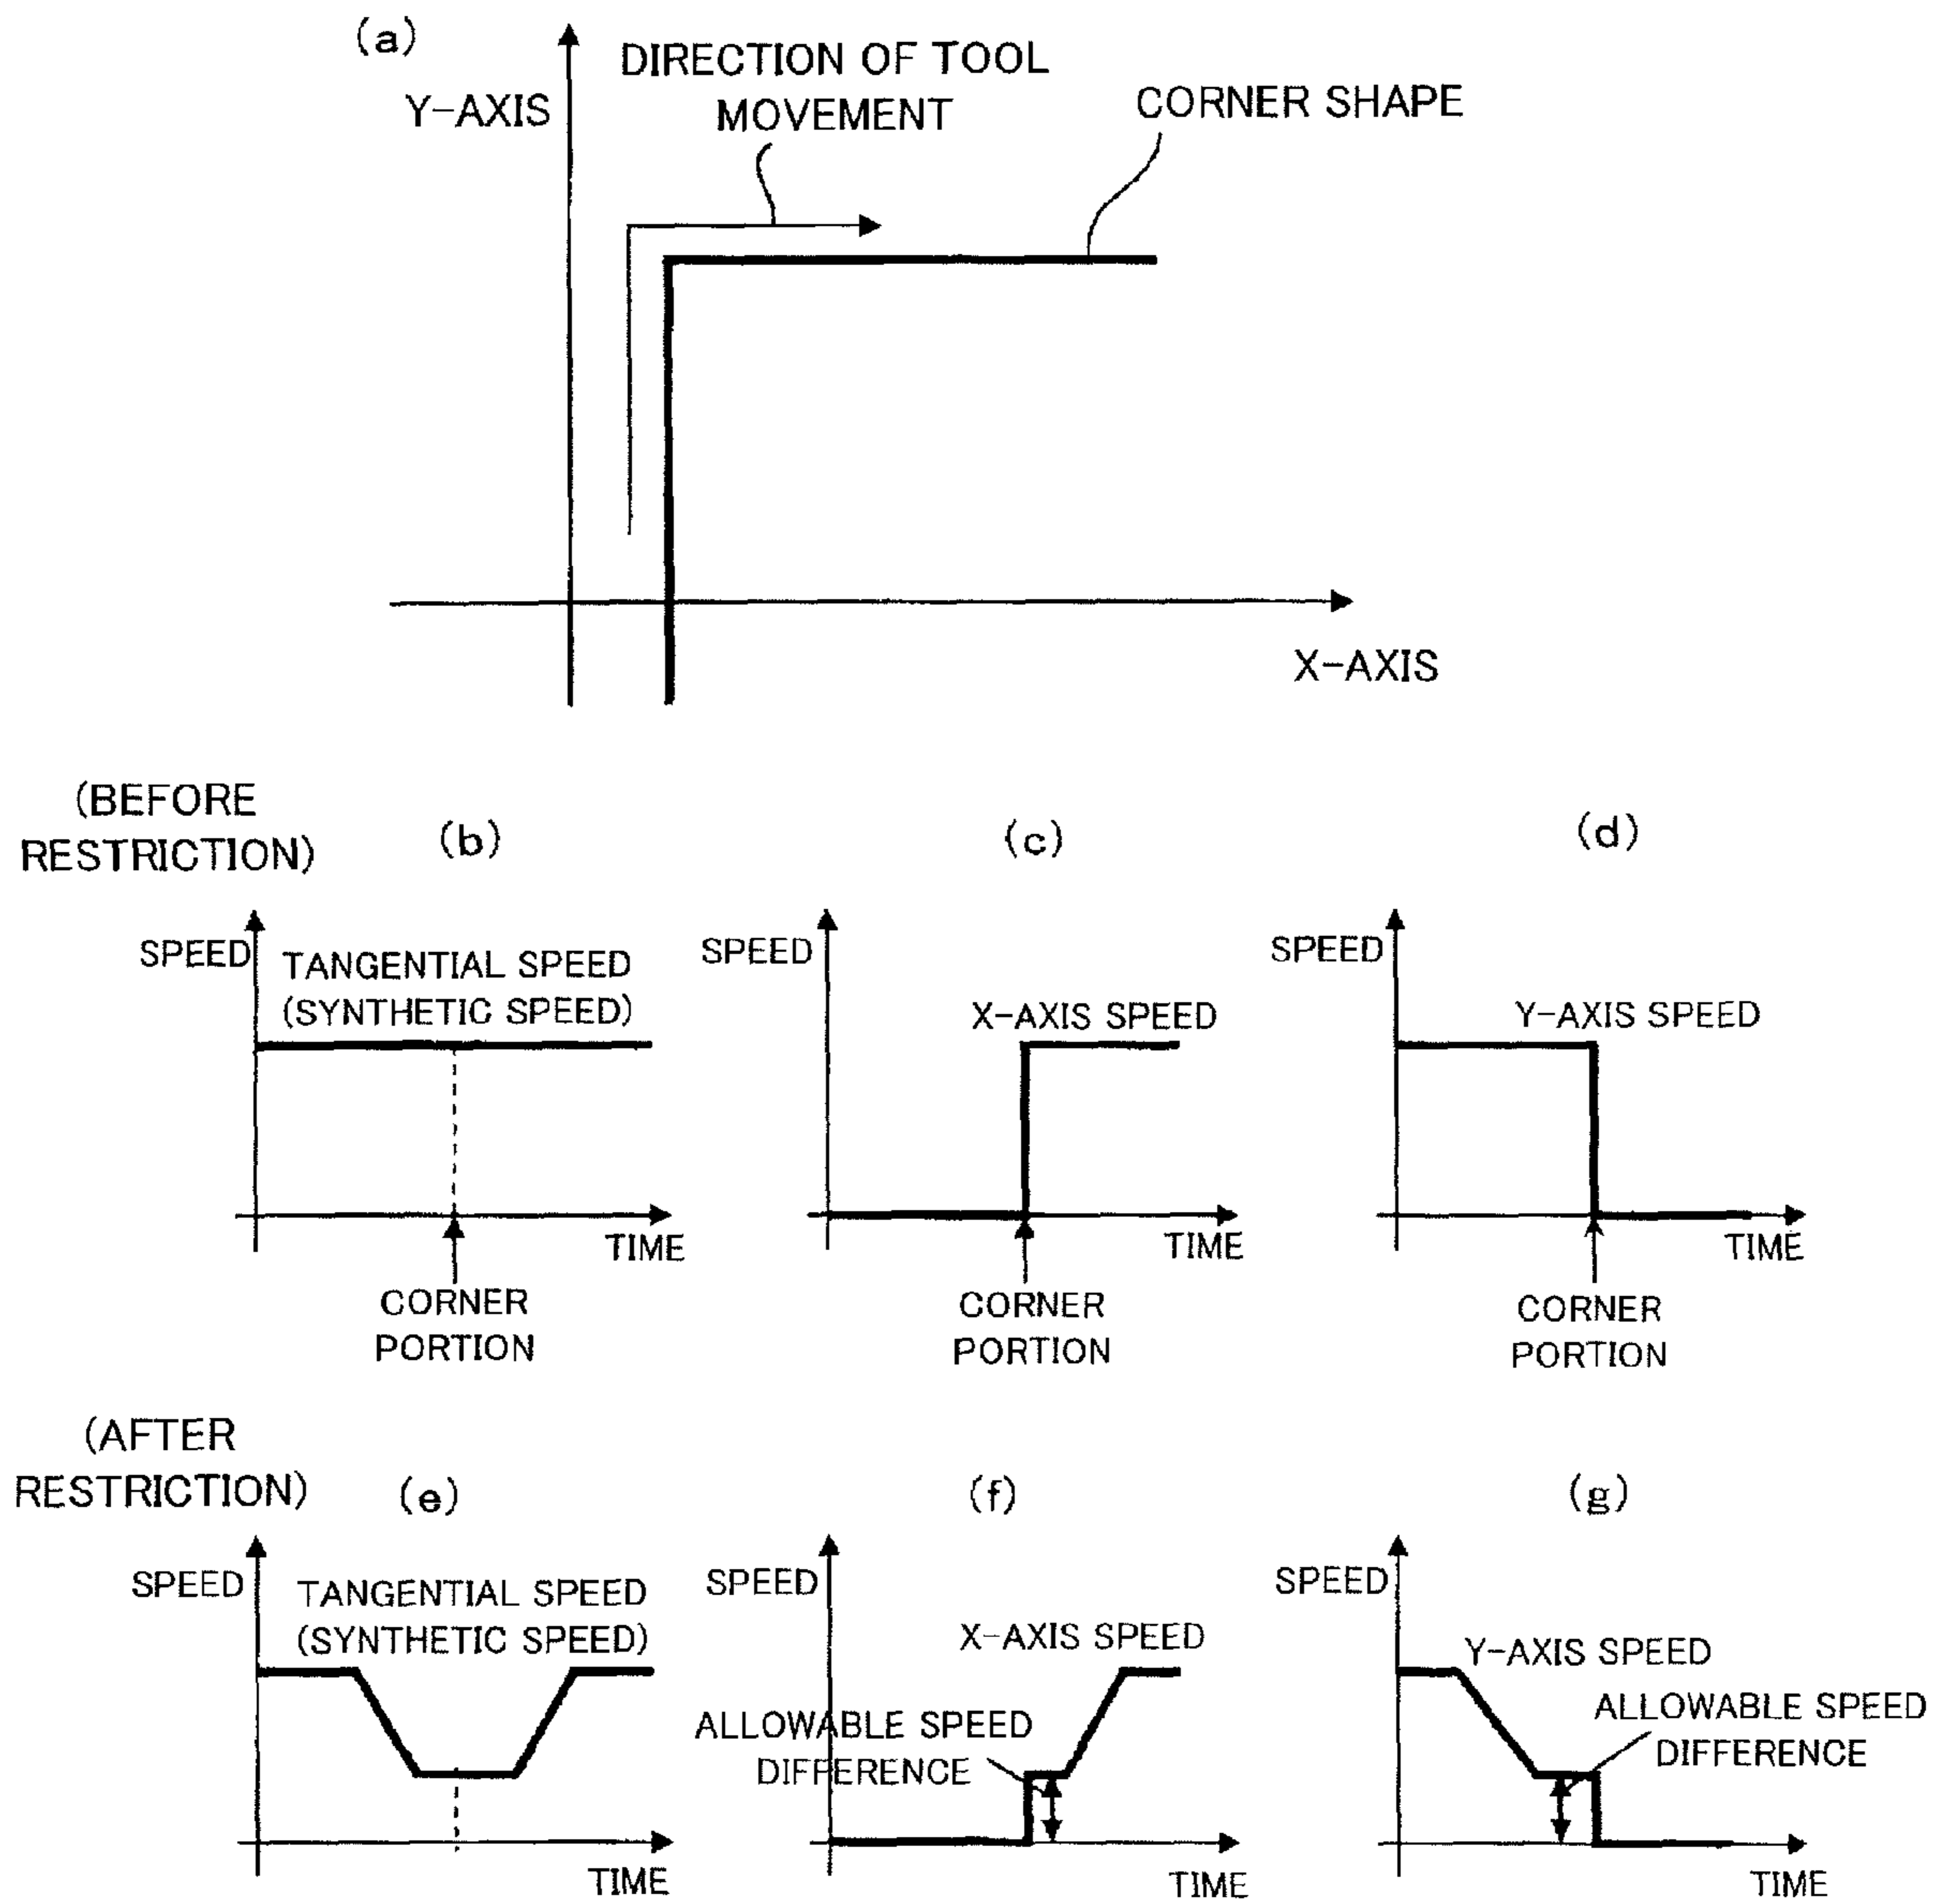 (a)
Y-AXIS
DIRECTION OF TOOL
MOVEMENT
CORNER SHAPE
X-AXIS
(BEFORE
RESTRICTION)
(b)
(c)
(d)
SPEED
TANGENTIAL SPEED
(SYNTHETIC SPEED)
TIME
CORNER
PORTION
SPEED
X-AXIS SPEED
TIME
CORNER
PORTION
SPEED
Y-AXIS SPEED
TIME
CORNER
PORTION
(AFTER
RESTRICTION)
(e)
(f)
(g)
SPEED
TANGENTIAL SPEED
(SYNTHETIC SPEED)
TIME
SPEED
X-AXIS SPEED
ALLOWABLE SPEED
DIFFERENCE
TIME
SPEED
Y-AXIS SPEED
ALLOWABLE SPEED
DIFFERENCE
TIME